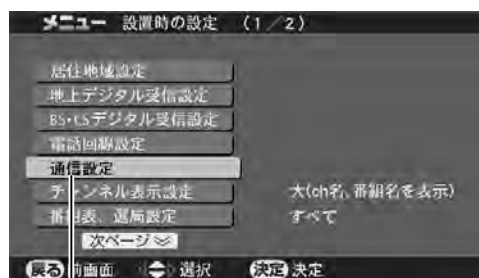 メニュー 設置時の設定 (1/2)
居住地域設定
地上デジタル受信設定
BS・CSデジタル受信設定
電話回線設定
通信設定
チャンネル表示設定 大(ch名、番組名を表示)
番組表、選局設定 すべて
次ページ
戻る 前画面 選択 決定 決定